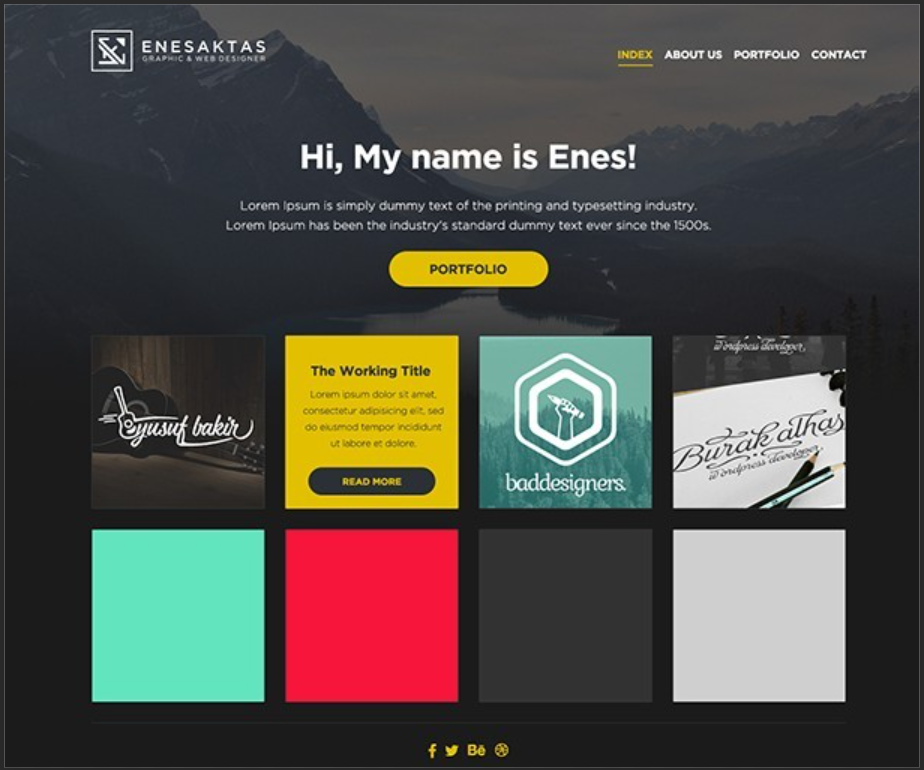 ENESAKTAS
GRAPHIC & WEB DESIGNER
INDEX ABOUT US PORTFOLIO CONTACT
Hi, My name is Enes!
Lorem Ipsum is simply dummy text of the printing and typesetting industry.
Lorem Ipsum has been the industry's standard dummy text ever since the 1500s.
PORTFOLIO
yusuf bakir
The Working Title
Lorem ipsum dolor sit amet,
consectetur adipisicing elit, sed
do eiusmod tempor incididunt
ut labore et dolore.
READ MORE
baddesigners.
wordpress developer
Burak alhas
wordpress developer
Bē